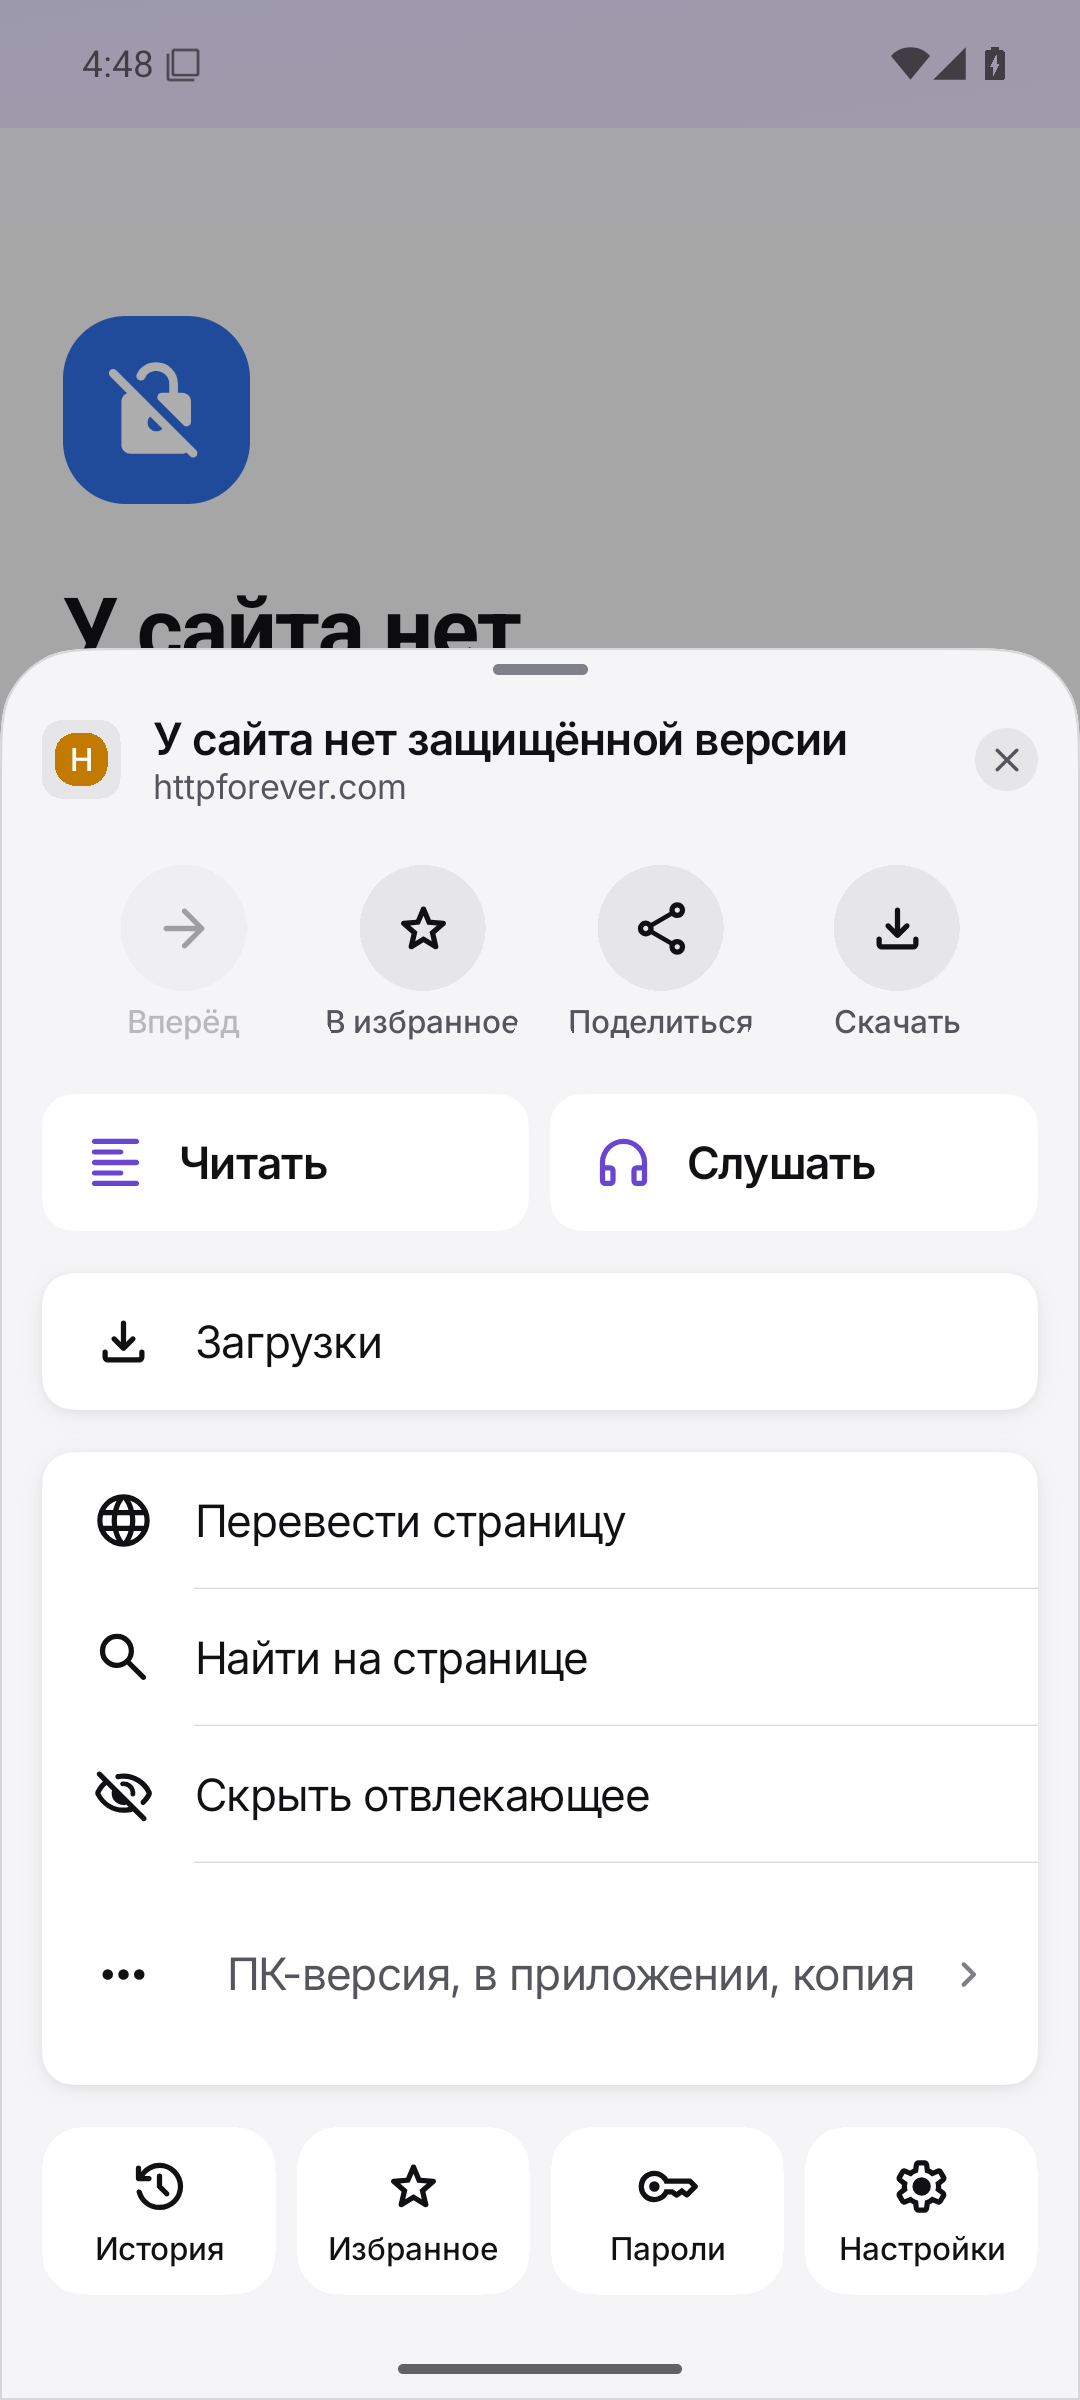 4:48
У сайта нет
H
У сайта нет защищённой версии
httpforever.com
Вперёд
В избранное
Поделиться
Скачать
Читать
Слушать
Загрузки
Перевести страницу
Найти на странице
Скрыть отвлекающее
ПК-версия, в приложении, копия
История
Избранное
Пароли
Настройки